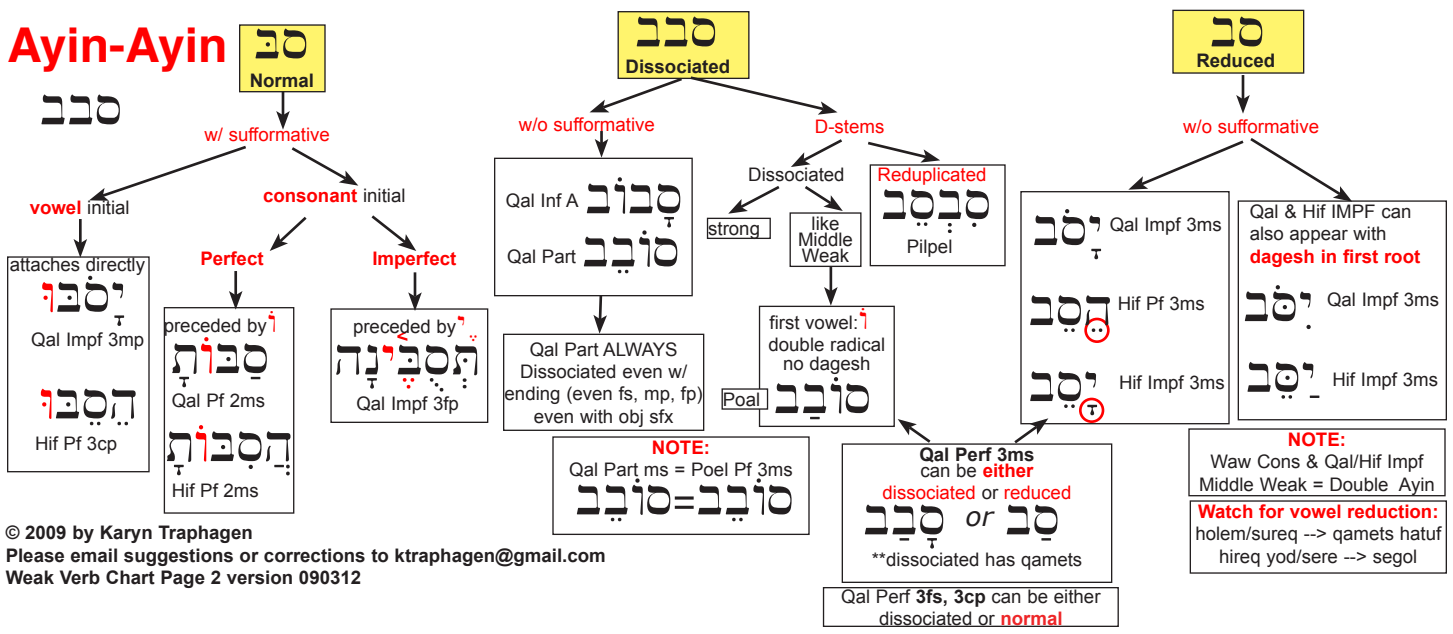 Ayin-Ayin
סבב
סבּ
Normal
w/ sufformative
vowel initial
attaches directly
יָסֹבּוּ
Qal Impf 3mp
הֵסֵבּוּ
Hif Pf 3cp
consonant initial
Perfect
preceded by וֹ
סַבּוֹתָ
Qal Pf 2ms
הֲסִבּוֹתָ
Hif Pf 2ms
Imperfect
preceded by ֶי
תְּסֻבֶּ֫ינָה
Qal Impf 3fp
סבב
Dissociated
w/o sufformative
Qal Inf A סָבוֹב
Qal Part סוֹבֵב
Qal Part ALWAYS
Dissociated even w/
ending (even fs, mp, fp)
even with obj sfx
NOTE:
Qal Part ms = Poel Pf 3ms
סוֹבֵב=סוֹבֵב
D-stems
Dissociated
strong
like
Middle
Weak
first vowel: וֹ
double radical
no dagesh
Poal סוֹבַב
Reduplicated
סִבְסֵב
Pilpel
סב
Reduced
w/o sufformative
יָסֹב Qal Impf 3ms
הֵסֵב Hif Pf 3ms
יָסֵב Hif Impf 3ms
Qal & Hif IMPF can
also appear with
dagesh in first root
יִסֹּב Qal Impf 3ms
יַסֵּב Hif Impf 3ms
Qal Perf 3ms
can be either
dissociated or reduced
סַב or סָבַב
**dissociated has qamets
Qal Perf 3fs, 3cp can be either
dissociated or normal
NOTE:
Waw Cons & Qal/Hif Impf
Middle Weak = Double Ayin
Watch for vowel reduction:
holem/sureq --> qamets hatuf
hireq yod/sere --> segol
© 2009 by Karyn Traphagen
Please email suggestions or corrections to ktraphagen@gmail.com
Weak Verb Chart Page 2 version 090312